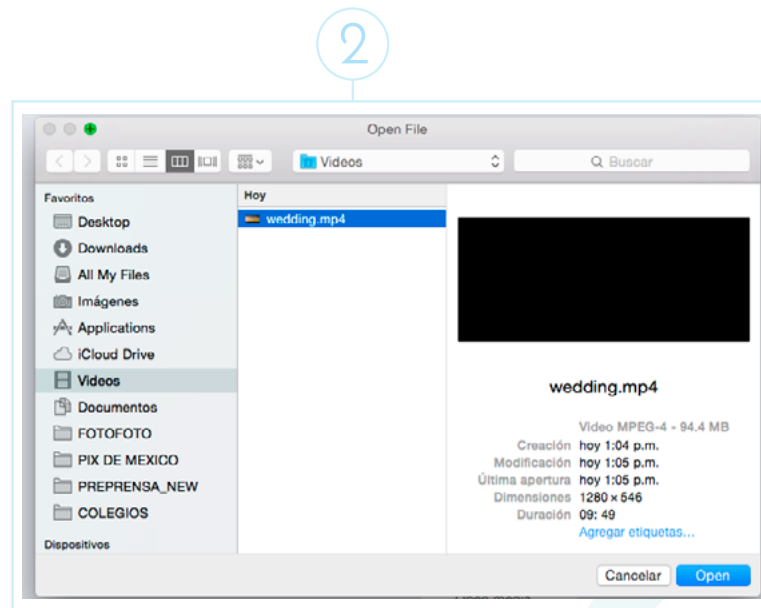 2
Open File
Videos
Buscar
Favoritos
Desktop
Downloads
All My Files
Imágenes
Applications
iCloud Drive
Videos
Documentos
FOTOFOTO
PIX DE MEXICO
PREPRENSA_NEW
COLEGIOS
Dispositivos
Hoy
wedding.mp4
wedding.mp4
Video MPEG-4 - 94.4 MB
Creación hoy 1:04 p.m.
Modificación hoy 1:05 p.m.
Última apertura hoy 1:05 p.m.
Dimensiones 1280 × 546
Duración 09: 49
Agregar etiquetas...
Cancelar Open